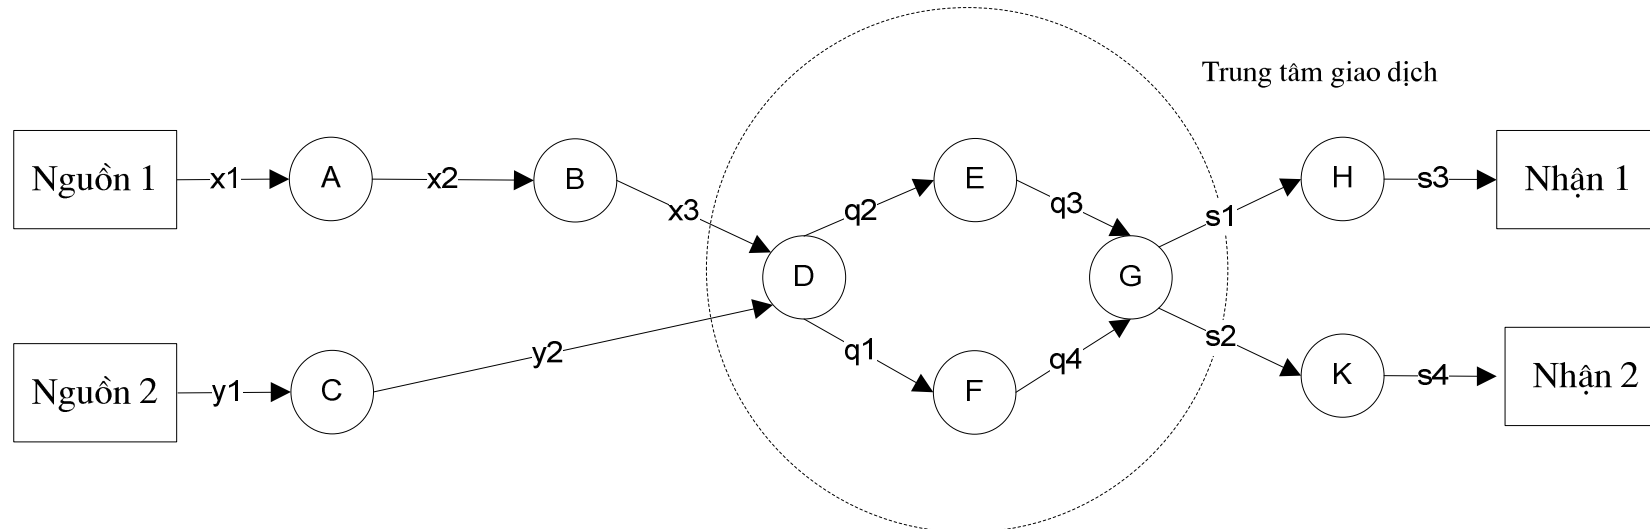 Trung tâm giao dịch
Nguồn 1
x1
A
x2
B
x3
q2
E
q3
s1
H
s3
Nhận 1
D
G
Nguồn 2
y1
C
y2
q1
F
q4
s2
K
s4
Nhận 2